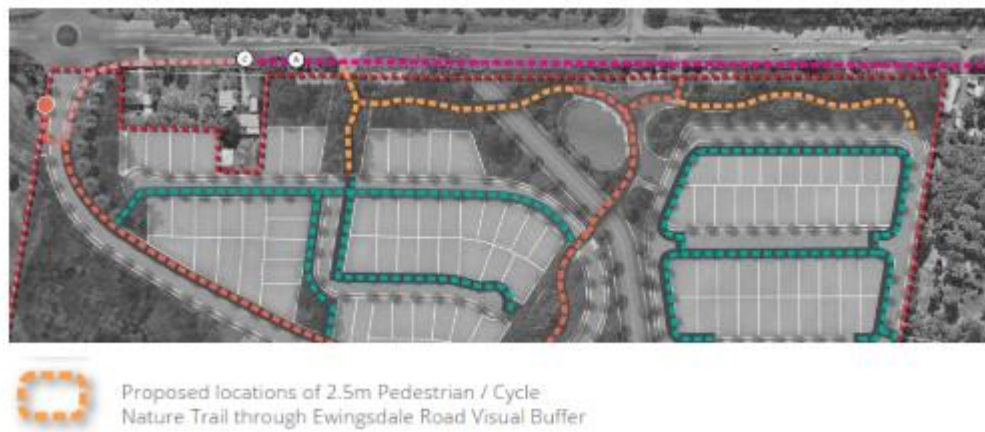 C A
Proposed locations of 2.5m Pedestrian / Cycle
Nature Trail through Ewingsdale Road Visual Buffer